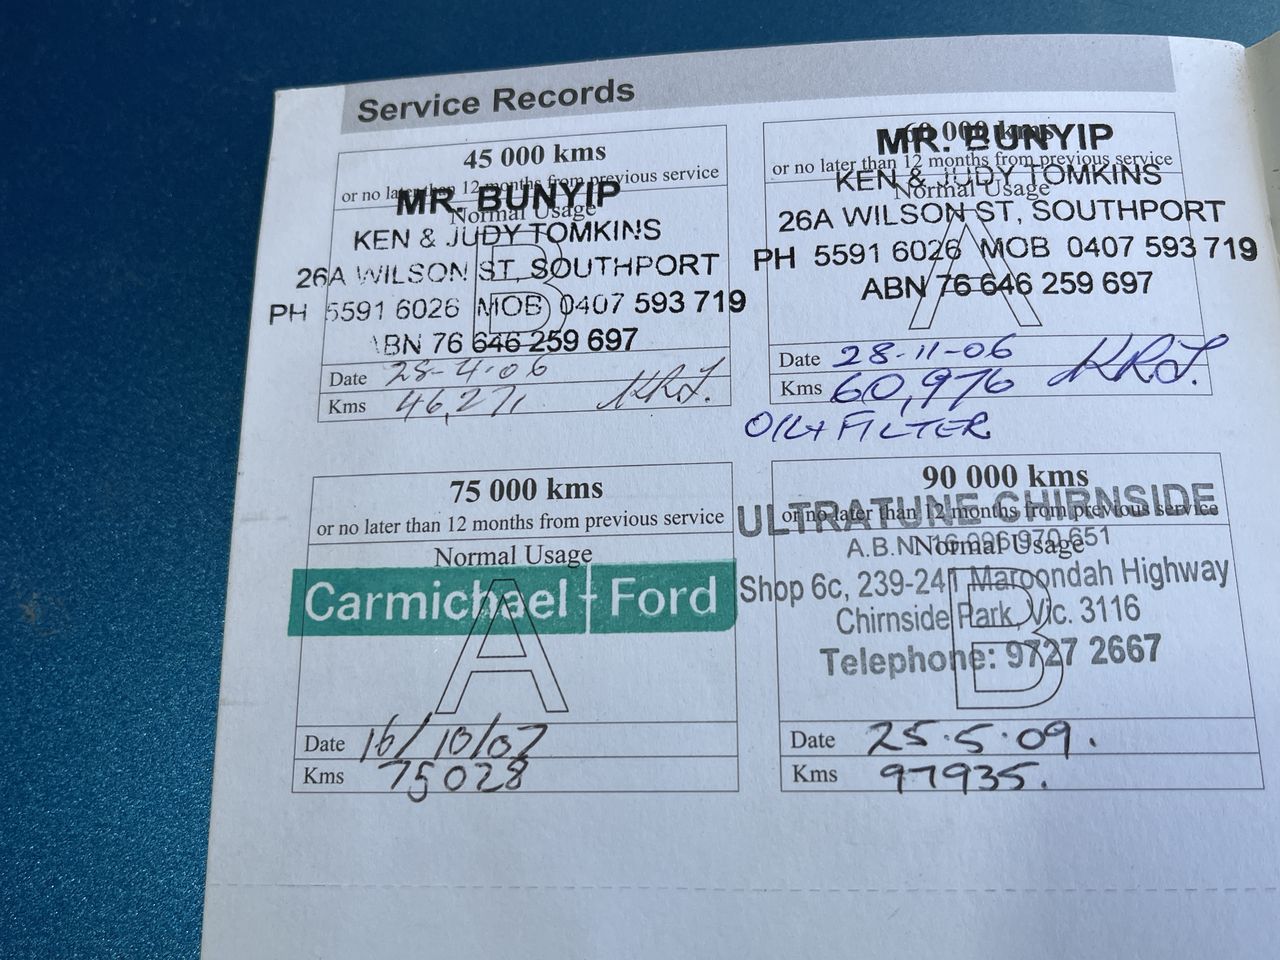 Service Records
45 000 kms
or no later than 12 months from previous service
Normal Usage
MR. BUNYIP
KEN & JUDY TOMKINS
26A WILSON ST, SOUTHPORT
PH 5591 6026 MOB 0407 593 719
ABN 76 646 259 697
B
Date 28-4-06
Kms 46,271
60 000 kms
or no later than 12 months from previous service
Normal Usage
MR. BUNYIP
KEN & JUDY TOMKINS
26A WILSON ST, SOUTHPORT
PH 5591 6026 MOB 0407 593 719
ABN 76 646 259 697
A
Date 28-11-06
Kms 60,976
OIL+ FILTER
75 000 kms
or no later than 12 months from previous service
Normal Usage
Carmichael Ford
A
Date 16/10/07
Kms 75028
90 000 kms
or no later than 12 months from previous service
Normal Usage
ULTRATUNE CHIRNSIDE
A.B.N.
Shop 6c, 239-241 Maroondah Highway
Chirnside Park, Vic. 3116
Telephone: 9727 2667
B
Date 25.5.09.
Kms 97935.